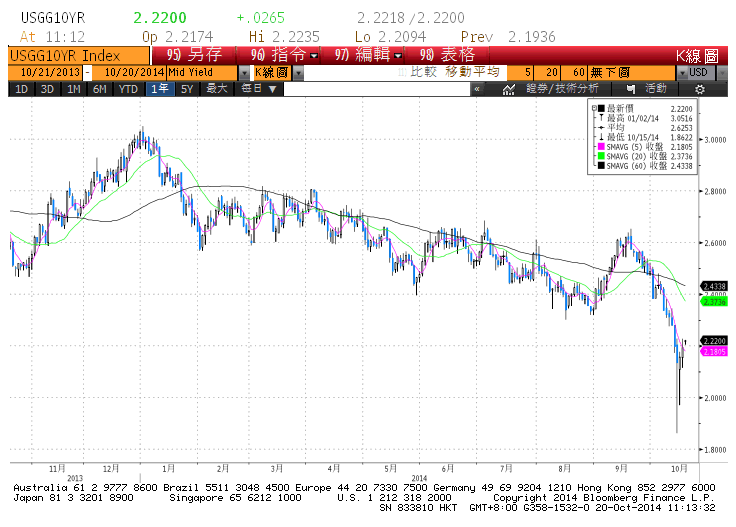 USGG10YR 2.2200 +.0265 2.2218/2.2200
At 11:12 Op 2.2174 Hi 2.2235 Lo 2.2094 Prev 2.1936
USGG10YR Index 95) 另存 96) 指令 97) 編輯 98) 表格 K線圖
10/21/2013 - 10/20/2014 Mid Yield K線圖 比較 移動平均 5 20 60 無下圖 USD
1D 3D 1M 6M YTD 1年 5Y 最大 每日 ▼ « 證券/技術分析 活動
最新價 2.2200
最高 01/02/14 3.0516
平均 2.6253
最低 10/15/14 1.8622
SMAVG (5) 收盤 2.1805
SMAVG (20) 收盤 2.3736
SMAVG (60) 收盤 2.4338
3.0000
2.8000
2.6000
2.4338
2.4000
2.3736
2.2200
2.1805
2.0000
1.8000
11月 12月 1月 2月 3月 4月 5月 6月 7月 8月 9月 10月
2013 2014
Australia 61 2 9777 8600 Brazil 5511 3048 4500 Europe 44 20 7330 7500 Germany 49 69 9204 1210 Hong Kong 852 2977 6000
Japan 81 3 3201 8900 Singapore 65 6212 1000 U.S. 1 212 318 2000 Copyright 2014 Bloomberg Finance L.P.
SN 833810 HKT GMT+8:00 G358-1532-0 20-Oct-2014 11:13:32